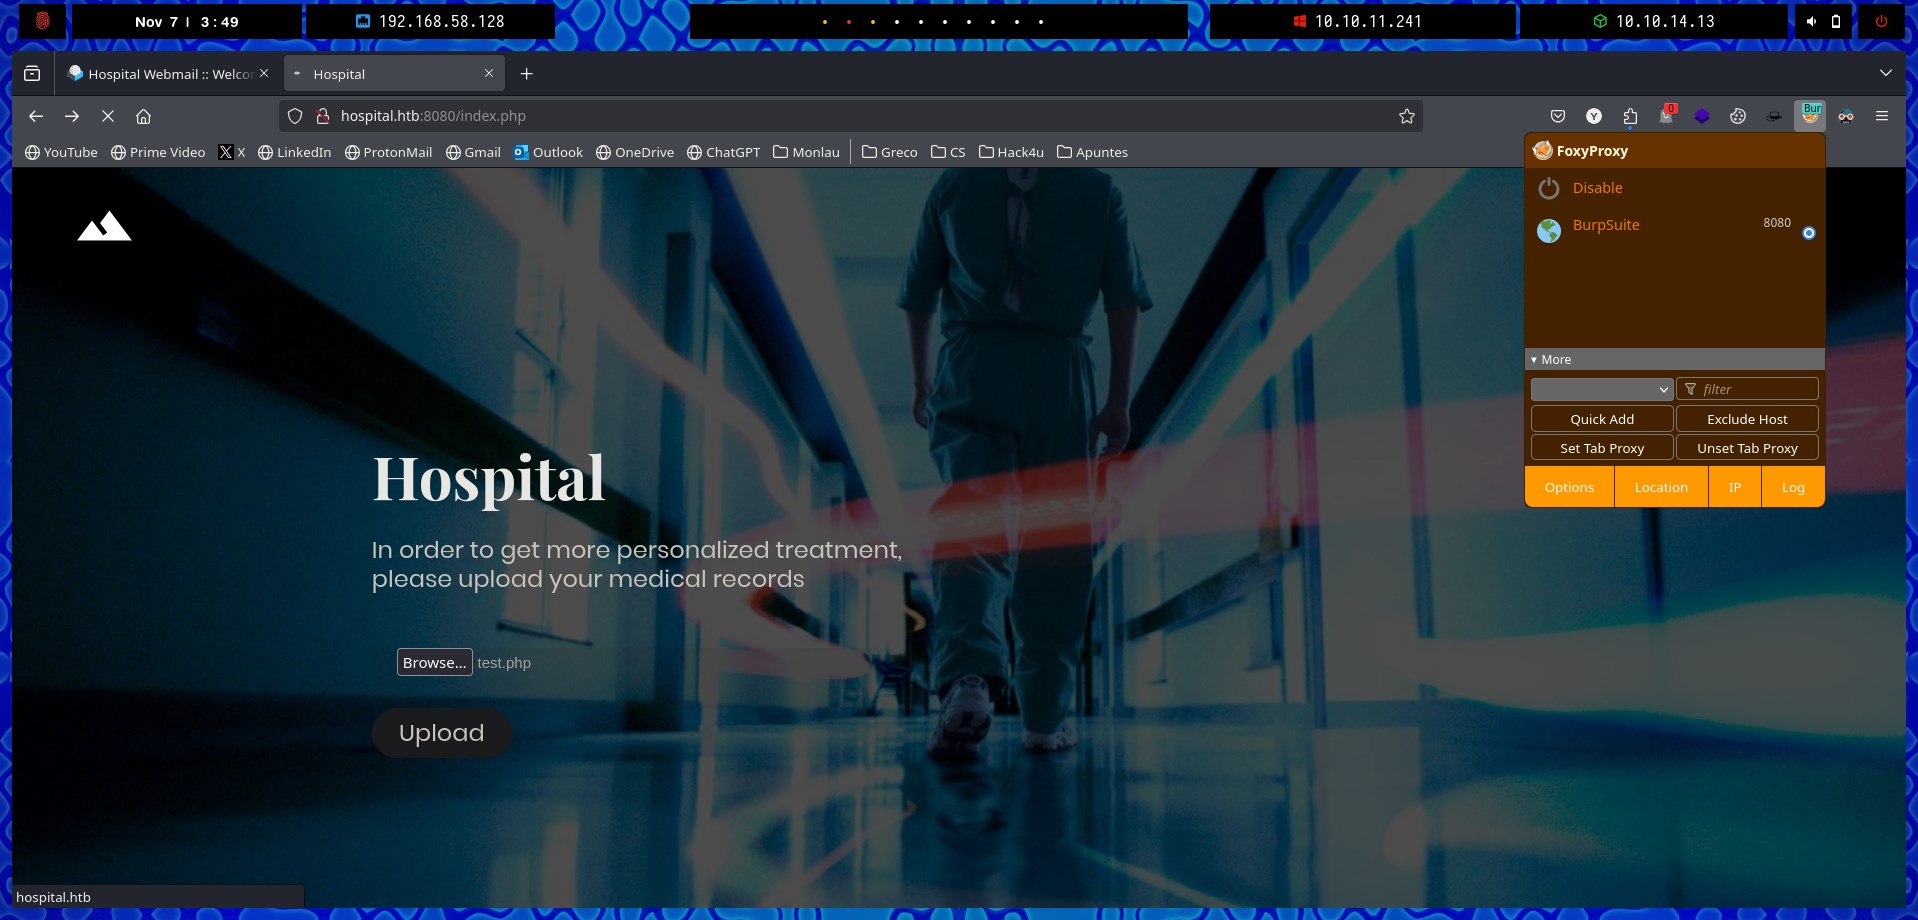 Nov 7 | 3:49
192.168.58.128
10.10.11.241
10.10.14.13
Hospital Webmail :: Welcor
Hospital
hospital.htb:8080/index.php
Y
0
Bur
YouTube
Prime Video
X
LinkedIn
ProtonMail
Gmail
Outlook
OneDrive
ChatGPT
Monlau
Greco
CS
Hack4u
Apuntes
FoxyProxy
Disable
BurpSuite
8080
More
filter
Quick Add
Exclude Host
Set Tab Proxy
Unset Tab Proxy
Options
Location
IP
Log
Hospital
In order to get more personalized treatment,
please upload your medical records
Browse...
test.php
Upload
hospital.htb